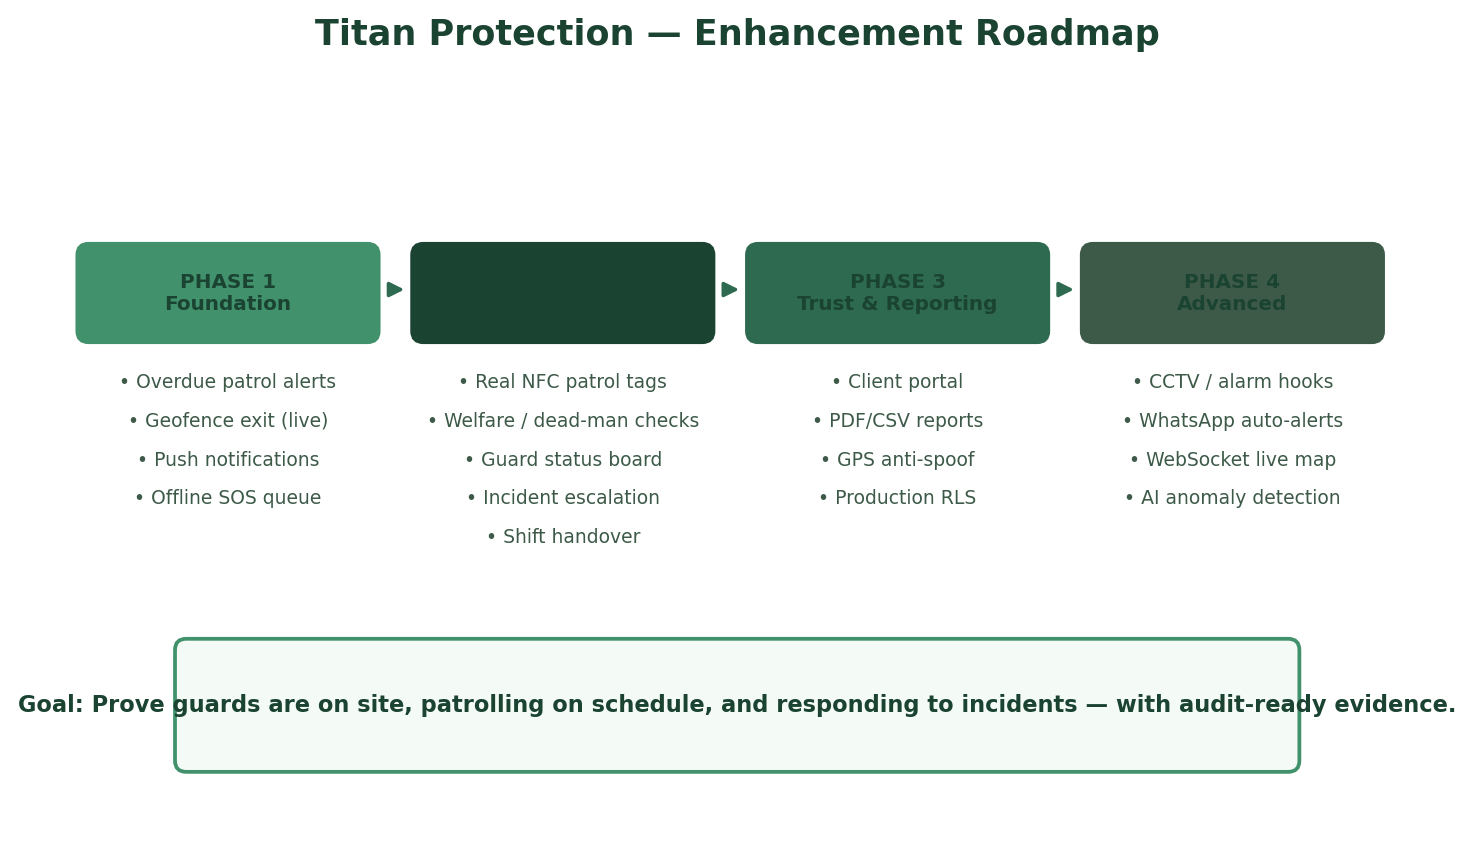 Titan Protection — Enhancement Roadmap
PHASE 1
Foundation
• Overdue patrol alerts
• Geofence exit (live)
• Push notifications
• Offline SOS queue
• Real NFC patrol tags
• Welfare / dead-man checks
• Guard status board
• Incident escalation
• Shift handover
PHASE 3
Trust & Reporting
• Client portal
• PDF/CSV reports
• GPS anti-spoof
• Production RLS
PHASE 4
Advanced
• CCTV / alarm hooks
• WhatsApp auto-alerts
• WebSocket live map
• AI anomaly detection
Goal: Prove guards are on site, patrolling on schedule, and responding to incidents — with audit-ready evidence.